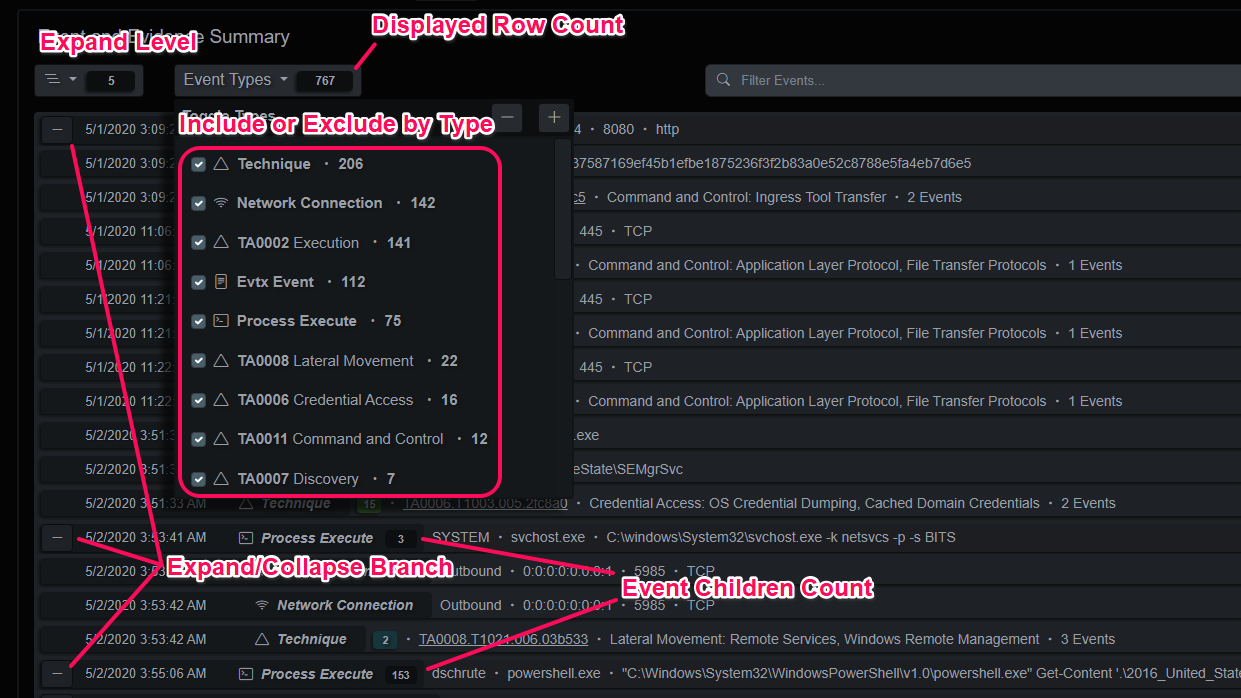 Displayed Row Count
Expand Level
Summary
5
Event Types 767
Filter Events...
Toggle Types
Include or Exclude by Type
5/1/2020 3:09:2
4 • 8080 • http
5/1/2020 3:09:2
Technique • 206
37587169ef45b1efbe1875236f3f2b83a0e52c8788e5fa4eb7d6e5
5/1/2020 3:09:2
Network Connection • 142
c5 • Command and Control: Ingress Tool Transfer • 2 Events
5/1/2020 11:06
TA0002 Execution • 141
445 • TCP
5/1/2020 11:06
Evtx Event • 112
• Command and Control: Application Layer Protocol, File Transfer Protocols • 1 Events
5/1/2020 11:21
445 • TCP
5/1/2020 11:21
Process Execute • 75
• Command and Control: Application Layer Protocol, File Transfer Protocols • 1 Events
5/1/2020 11:22
TA0008 Lateral Movement • 22
445 • TCP
5/1/2020 11:22
TA0006 Credential Access • 16
• Command and Control: Application Layer Protocol, File Transfer Protocols • 1 Events
5/2/2020 3:51:3
TA0011 Command and Control • 12
.exe
5/2/2020 3:51:3
TA0007 Discovery • 7
eState\SEMgrSvc
5/2/2020 3:51:33 AM Technique 15 • TA0006.T1003.005.2fc8a0 • Credential Access: OS Credential Dumping, Cached Domain Credentials • 2 Events
5/2/2020 3:53:41 AM Process Execute 3 SYSTEM • svchost.exe • C:\windows\System32\svchost.exe -k netsvcs -p -s BITS
Expand/Collapse Branch
Outbound • 0:0:0:0:0:0:0:1 • 5985 • TCP
Event Children Count
5/2/2020 3:53:42 AM Network Connection Outbound • 0:0:0:0:0:0:0:1 • 5985 • TCP
5/2/2020 3:53:42 AM Technique 2 • TA0008.T1021.006.03b533 • Lateral Movement: Remote Services, Windows Remote Management • 3 Events
5/2/2020 3:55:06 AM Process Execute 153 dschrute • powershell.exe • "C:\Windows\System32\WindowsPowerShell\v1.0\powershell.exe" Get-Content '.\2016_United_State